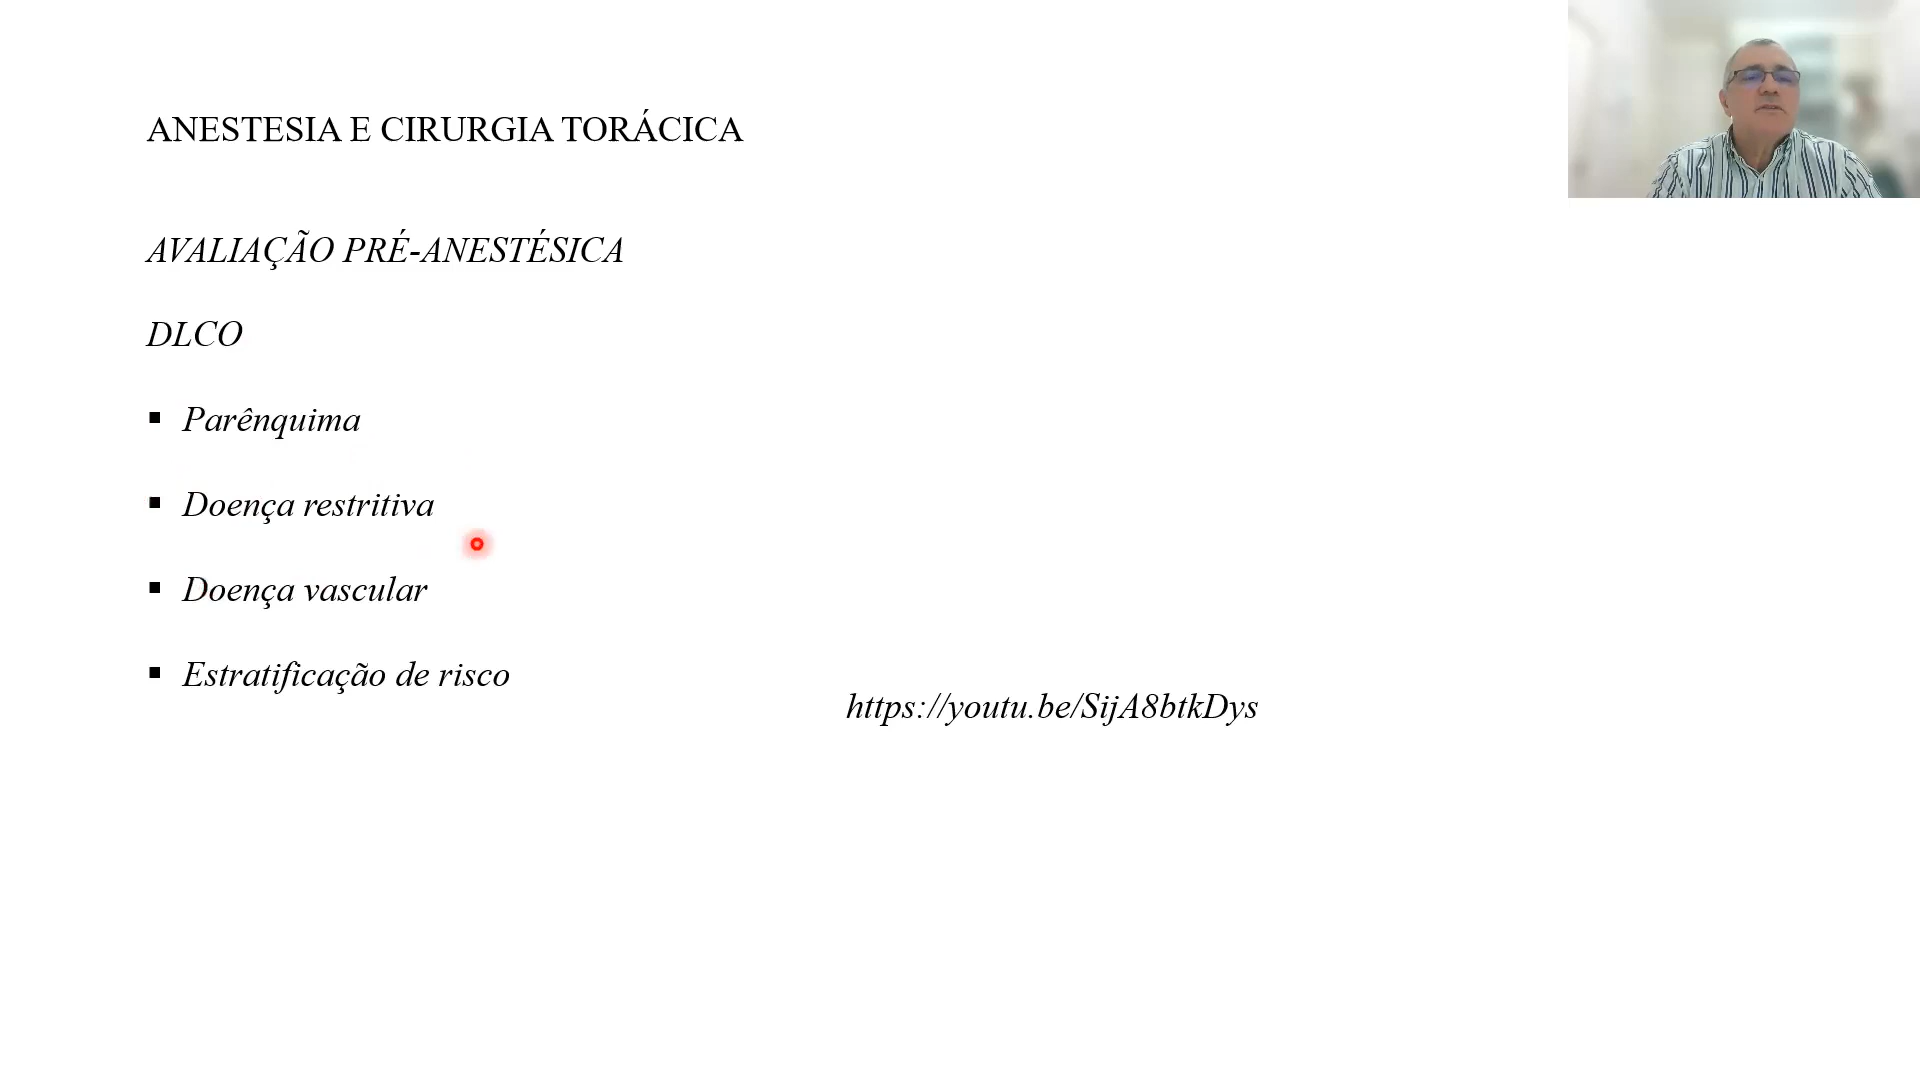 ANESTESIA E CIRURGIA TORÁCICA
AVALIAÇÃO PRÉ-ANESTÉSICA
DLCO
▪ Parênquima
▪ Doença restritiva
▪ Doença vascular
▪ Estratificação de risco
https://youtu.be/SijA8btkDys